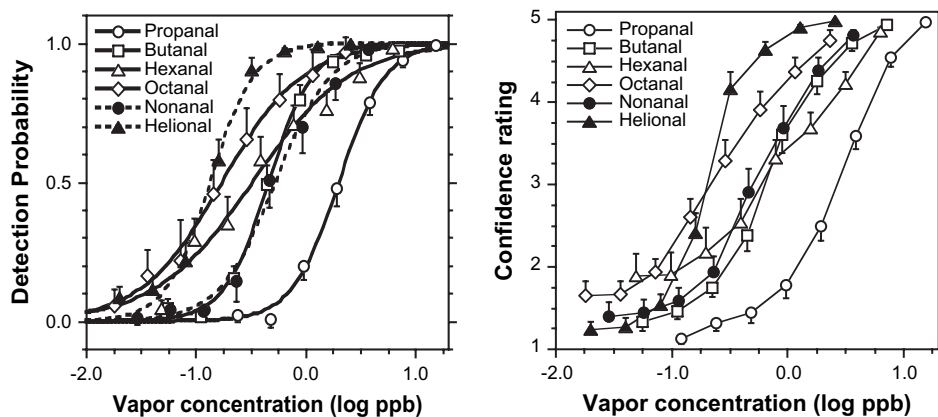 Propanal
Butanal
Hexanal
Octanal
Nonanal
Helional
1.0
0.5
0.0
Detection Probability
-2.0
-1.0
0.0
1.0
Vapor concentration (log ppb)
Propanal
Butanal
Hexanal
Octanal
Nonanal
Helional
5
4
3
2
1
Confidence rating
-2.0
-1.0
0.0
1.0
Vapor concentration (log ppb)